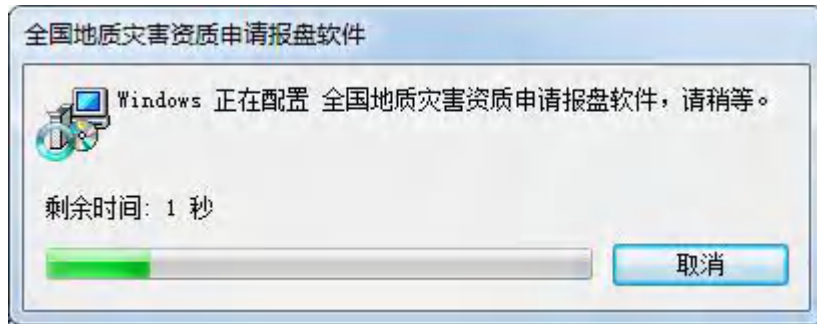 全国地质灾害资质申请报盘软件
Windows 正在配置 全国地质灾害资质申请报盘软件，请稍等。
剩余时间: 1 秒
取消